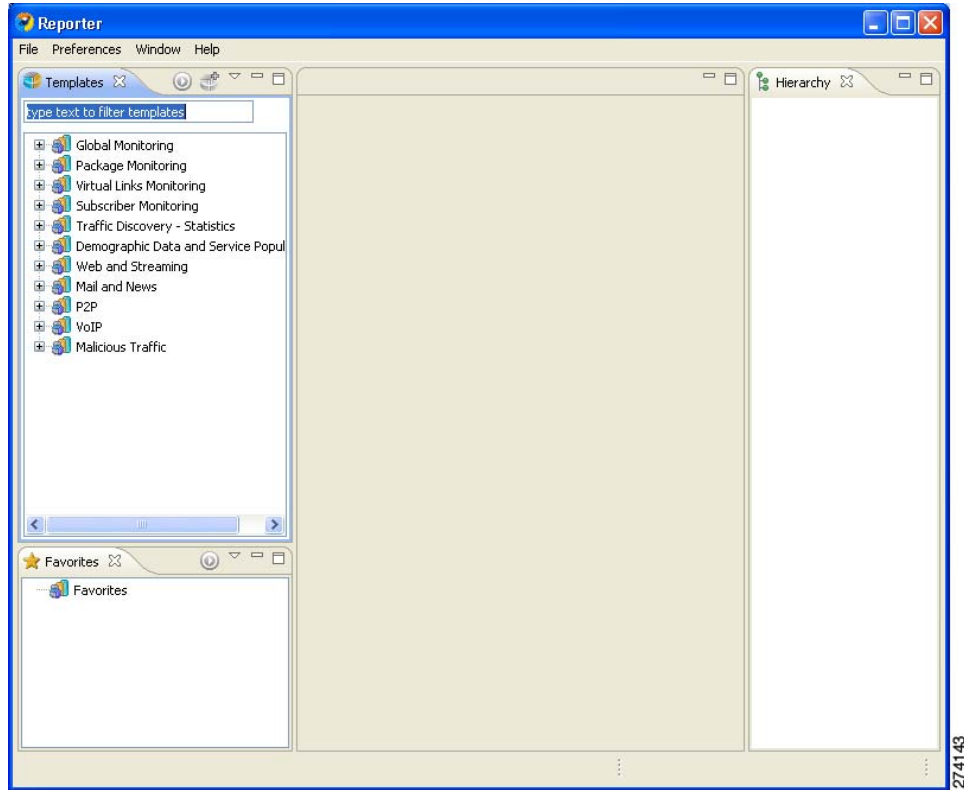 Reporter
File Preferences Window Help
Templates
type text to filter templates
Global Monitoring
Package Monitoring
Virtual Links Monitoring
Subscriber Monitoring
Traffic Discovery - Statistics
Demographic Data and Service Popul
Web and Streaming
Mail and News
P2P
VoIP
Malicious Traffic
Favorites
Favorites
Hierarchy
274143